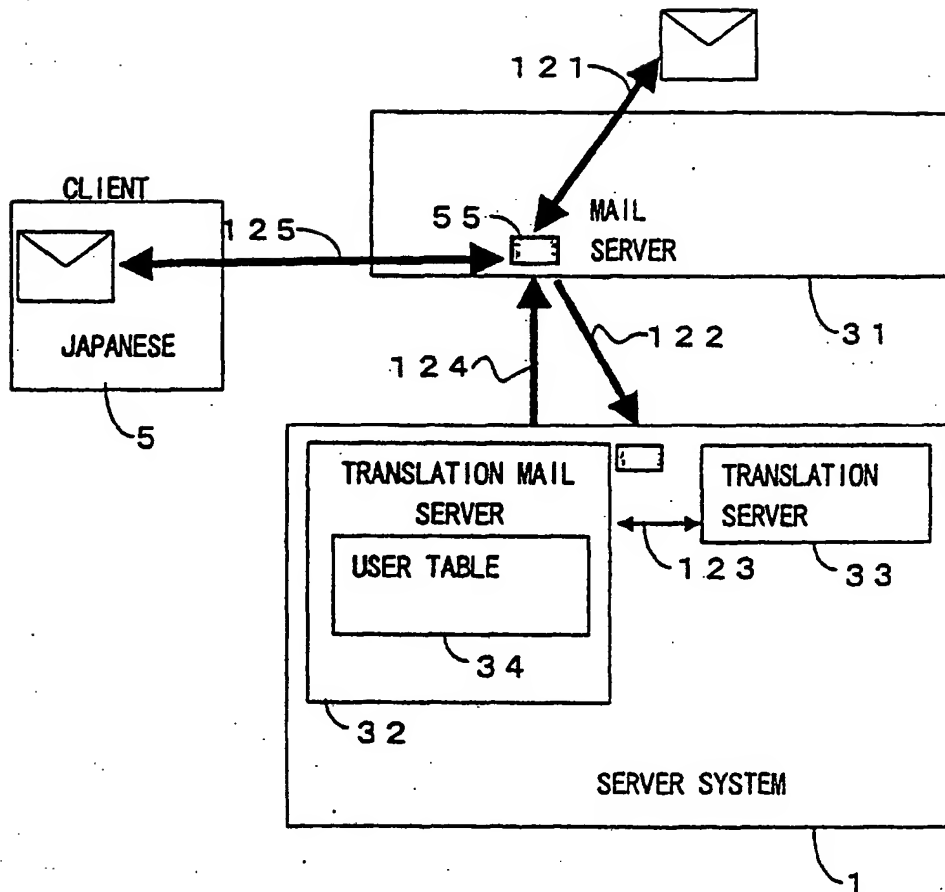 121
CLIENT
125
55
MAIL
SERVER
JAPANESE
5
124
122
31
TRANSLATION MAIL
SERVER
TRANSLATION
SERVER
USER TABLE
123
33
34
32
SERVER SYSTEM
1